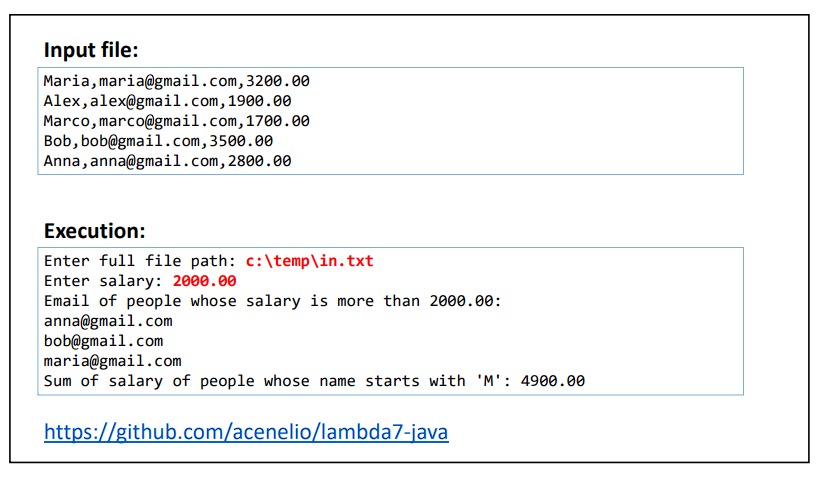 Input file:
Maria,maria@gmail.com,3200.00
Alex,alex@gmail.com,1900.00
Marco,marco@gmail.com,1700.00
Bob,bob@gmail.com,3500.00
Anna,anna@gmail.com,2800.00
Execution:
Enter full file path: c:\temp\in.txt
Enter salary: 2000.00
Email of people whose salary is more than 2000.00:
anna@gmail.com
bob@gmail.com
maria@gmail.com
Sum of salary of people whose name starts with 'M': 4900.00
https://github.com/acenelio/lambda7-java